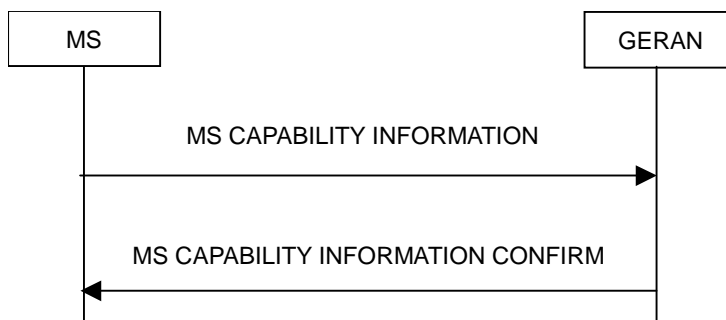 MS
GERAN
MS CAPABILITY INFORMATION
MS CAPABILITY INFORMATION CONFIRM